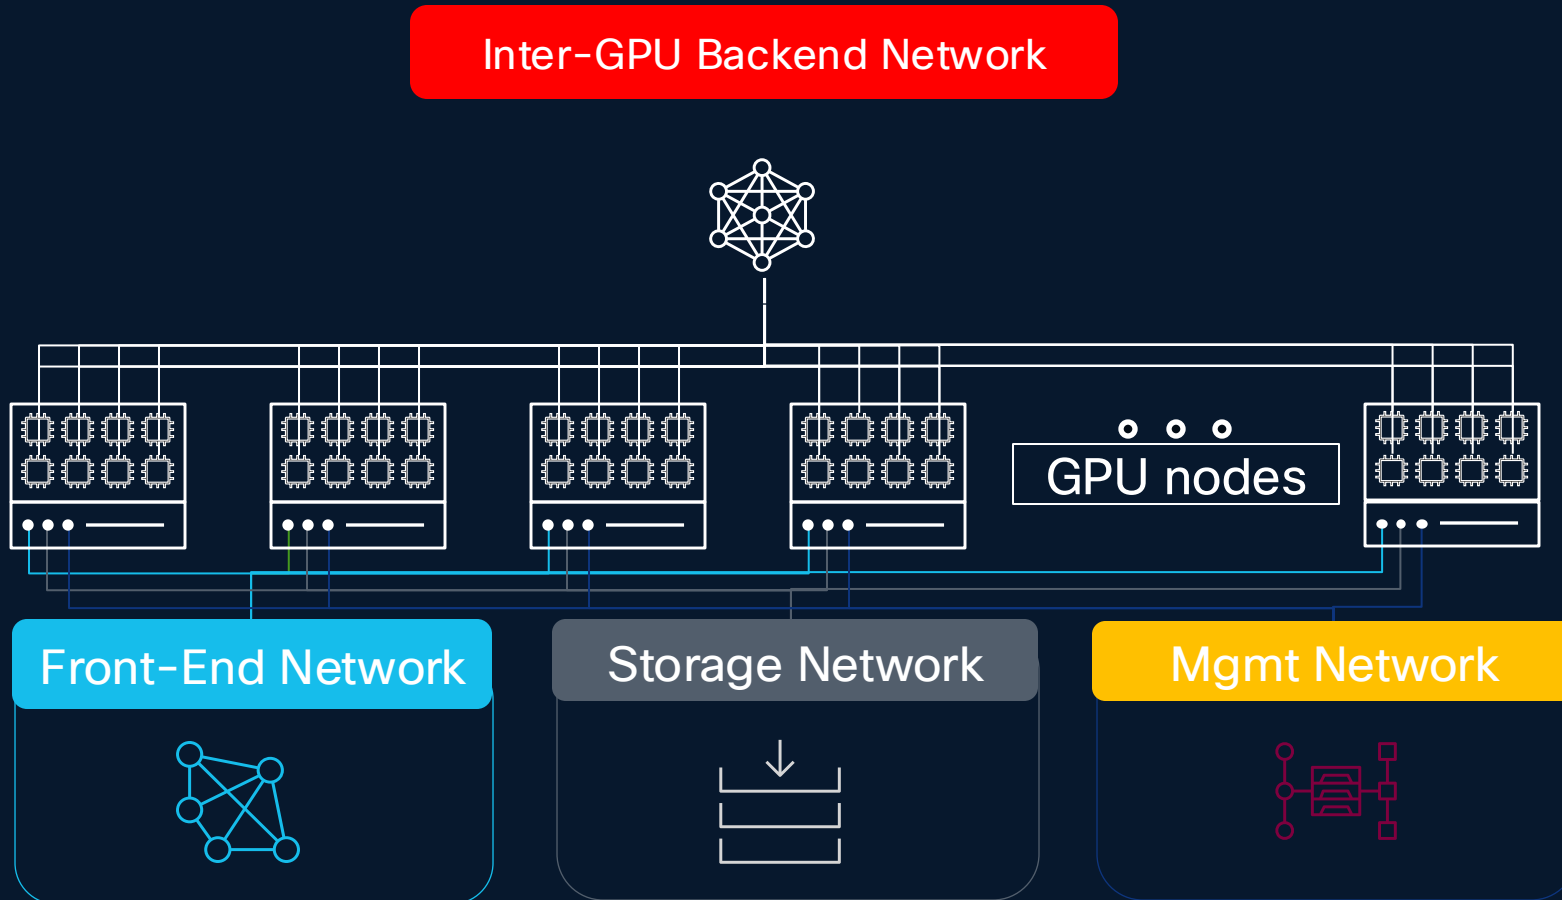 Inter-GPU Backend Network
GPU nodes
Front-End Network
Storage Network
Mgmt Network